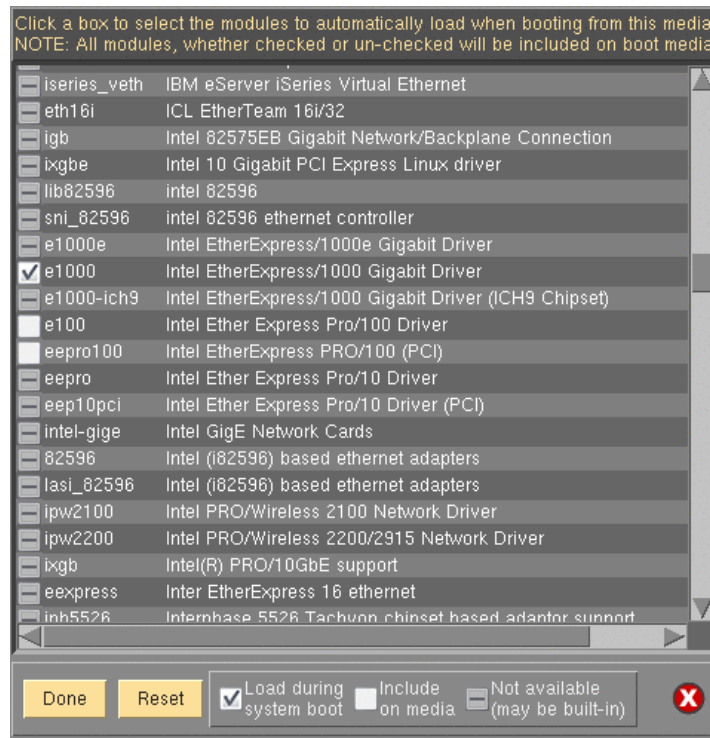 Click a box to select the modules to automatically load when booting from this media
NOTE: All modules, whether checked or un-checked will be included on boot media
iseries_veth IBM eServer iSeries Virtual Ethernet
eth16i ICL EtherTeam 16i/32
igb Intel 82575EB Gigabit Network/Backplane Connection
ixgbe Intel 10 Gigabit PCI Express Linux driver
lib82596 intel 82596
sni_82596 intel 82596 ethernet controller
e1000e Intel EtherExpress/1000e Gigabit Driver
e1000 Intel EtherExpress/1000 Gigabit Driver
e1000-ich9 Intel EtherExpress/1000 Gigabit Driver (ICH9 Chipset)
e100 Intel Ether Express Pro/100 Driver
eepro100 Intel EtherExpress PRO/100 (PCI)
eepro Intel Ether Express Pro/10 Driver
eep10pci Intel Ether Express Pro/10 Driver (PCI)
intel-gige Intel GigE Network Cards
82596 Intel (i82596) based ethernet adapters
lasi_82596 Intel (i82596) based ethernet adapters
ipw2100 Intel PRO/Wireless 2100 Network Driver
ipw2200 Intel PRO/Wireless 2200/2915 Network Driver
ixgb Intel(R) PRO/10GbE support
eexpress Inter EtherExpress 16 ethernet
inh5526 Internhase 5526 Tachyon chipset based adaptor support
Done Reset Load during system boot Include on media Not available (may be built-in)